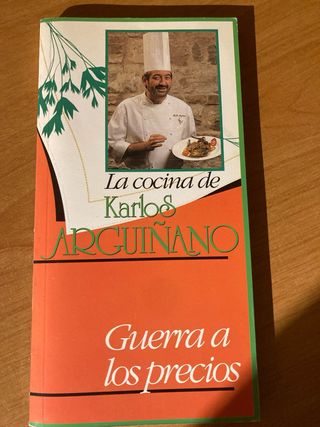 La cocina de
Karlos
ARGUIÑANO
Guerra a
los precios